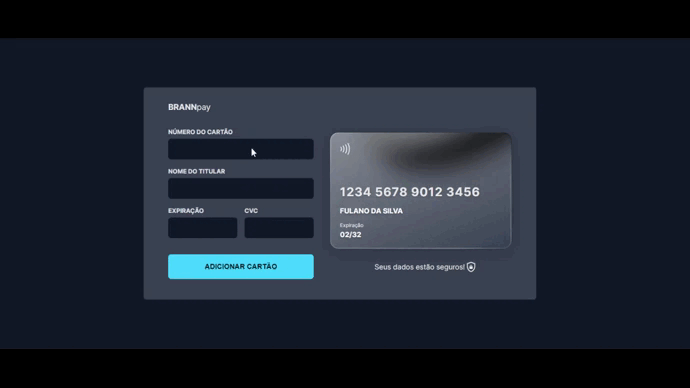 BRANNpay
NÚMERO DO CARTÃO
NOME DO TITULAR
EXPIRAÇÃO CVC
ADICIONAR CARTÃO
1234 5678 9012 3456
FULANO DA SILVA
Expiração
02/32
Seus dados estão seguros!